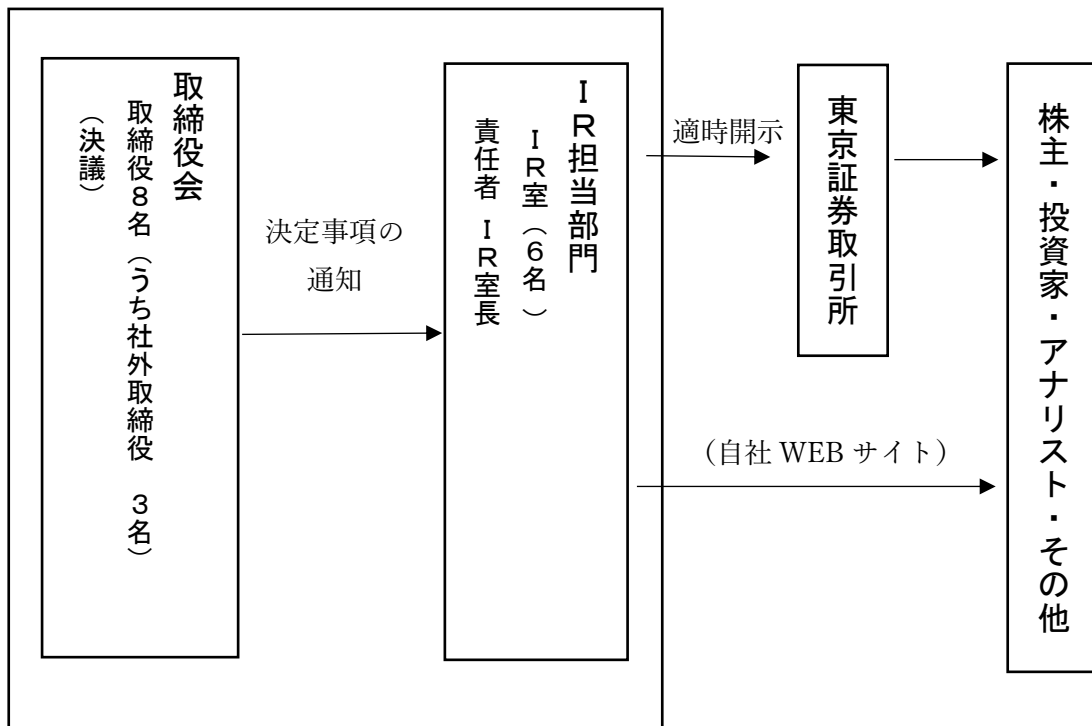 取締役会
取締役８名（うち社外取締役　３名）
（決議）
決定事項の
通知
ＩＲ担当部門
ＩＲ室（６名）
責任者 ＩＲ室長
適時開示
東京証券取引所
（自社 WEB サイト）
株主・投資家・アナリスト・その他